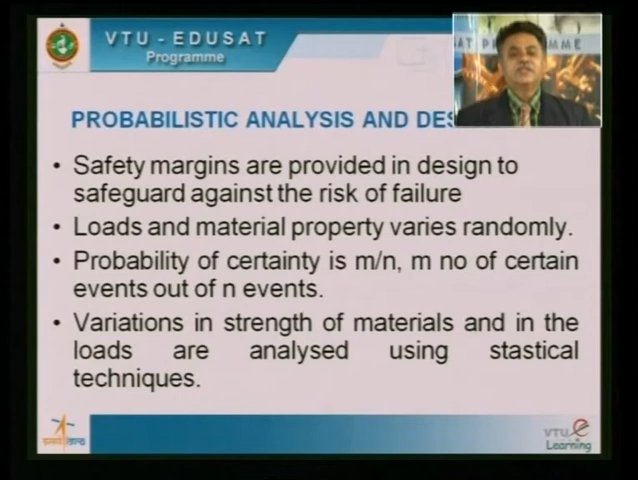 VTU - EDUSAT
Programme
SAT P
MME
PROBABILISTIC ANALYSIS AND DES
• Safety margins are provided in design to
safeguard against the risk of failure
• Loads and material property varies randomly.
• Probability of certainty is m/n, m no of certain
events out of n events.
• Variations in strength of materials and in the
loads are analysed using stastical
techniques.
VTU e
Learning